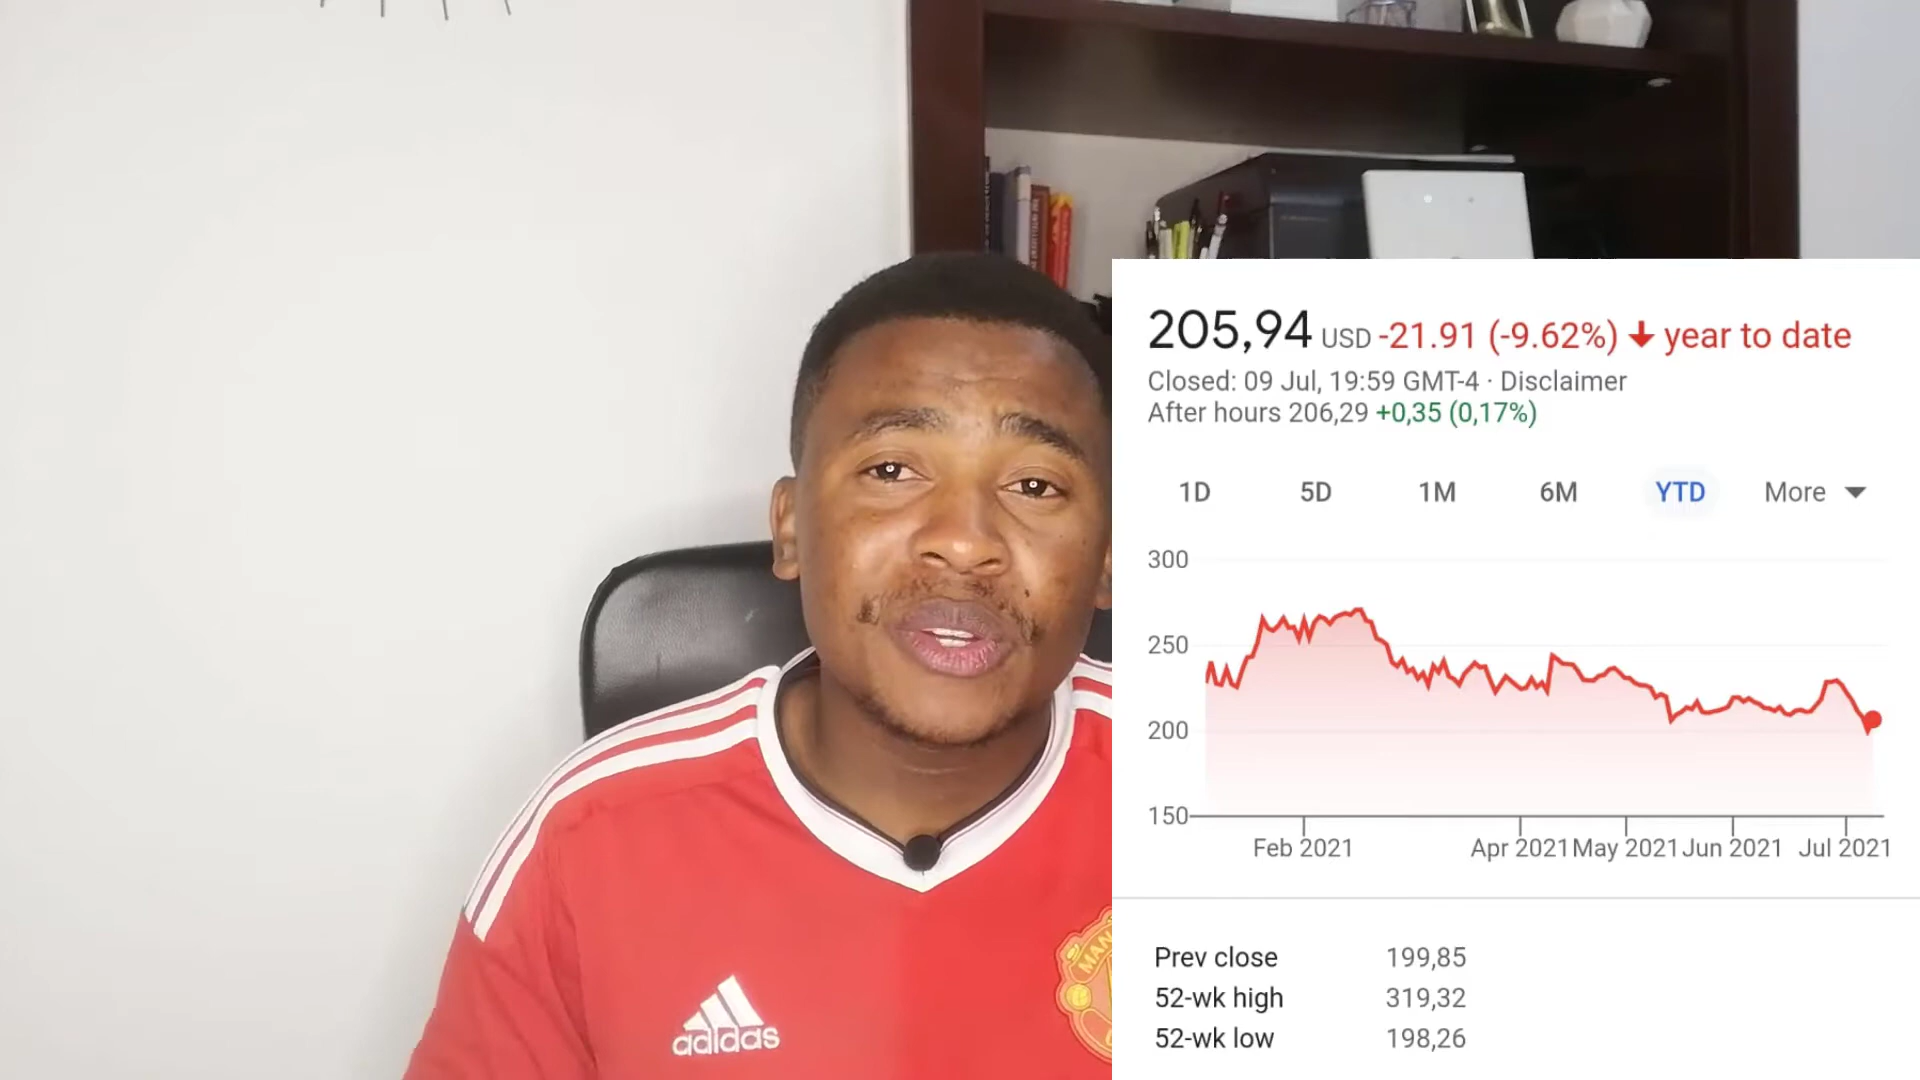 205,94 USD -21.91 (-9.62%) ↓ year to date
Closed: 09 Jul, 19:59 GMT-4 · Disclaimer
After hours 206,29 +0,35 (0,17%)
1D 5D 1M 6M YTD More
300
250
200
150
Feb 2021 Apr 2021 May 2021 Jun 2021 Jul 2021
Prev close 199,85
52-wk high 319,32
52-wk low 198,26
MAN
adidas